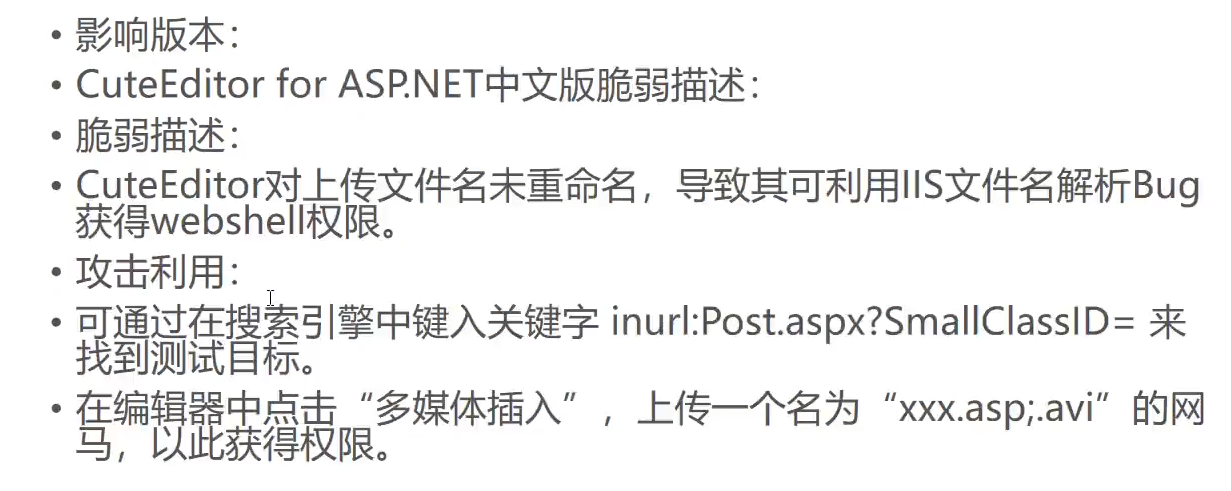 • 影响版本：
• CuteEditor for ASP.NET中文版脆弱描述：
• 脆弱描述：
• CuteEditor对上传文件名未重命名，导致其可利用IIS文件名解析Bug
获得webshell权限。
• 攻击利用：
• 可通过在搜索引擎中键入关键字 inurl:Post.aspx?SmallClassID= 来
找到测试目标。
• 在编辑器中点击“多媒体插入”，上传一个名为“xxx.asp;.avi”的网
马，以此获得权限。